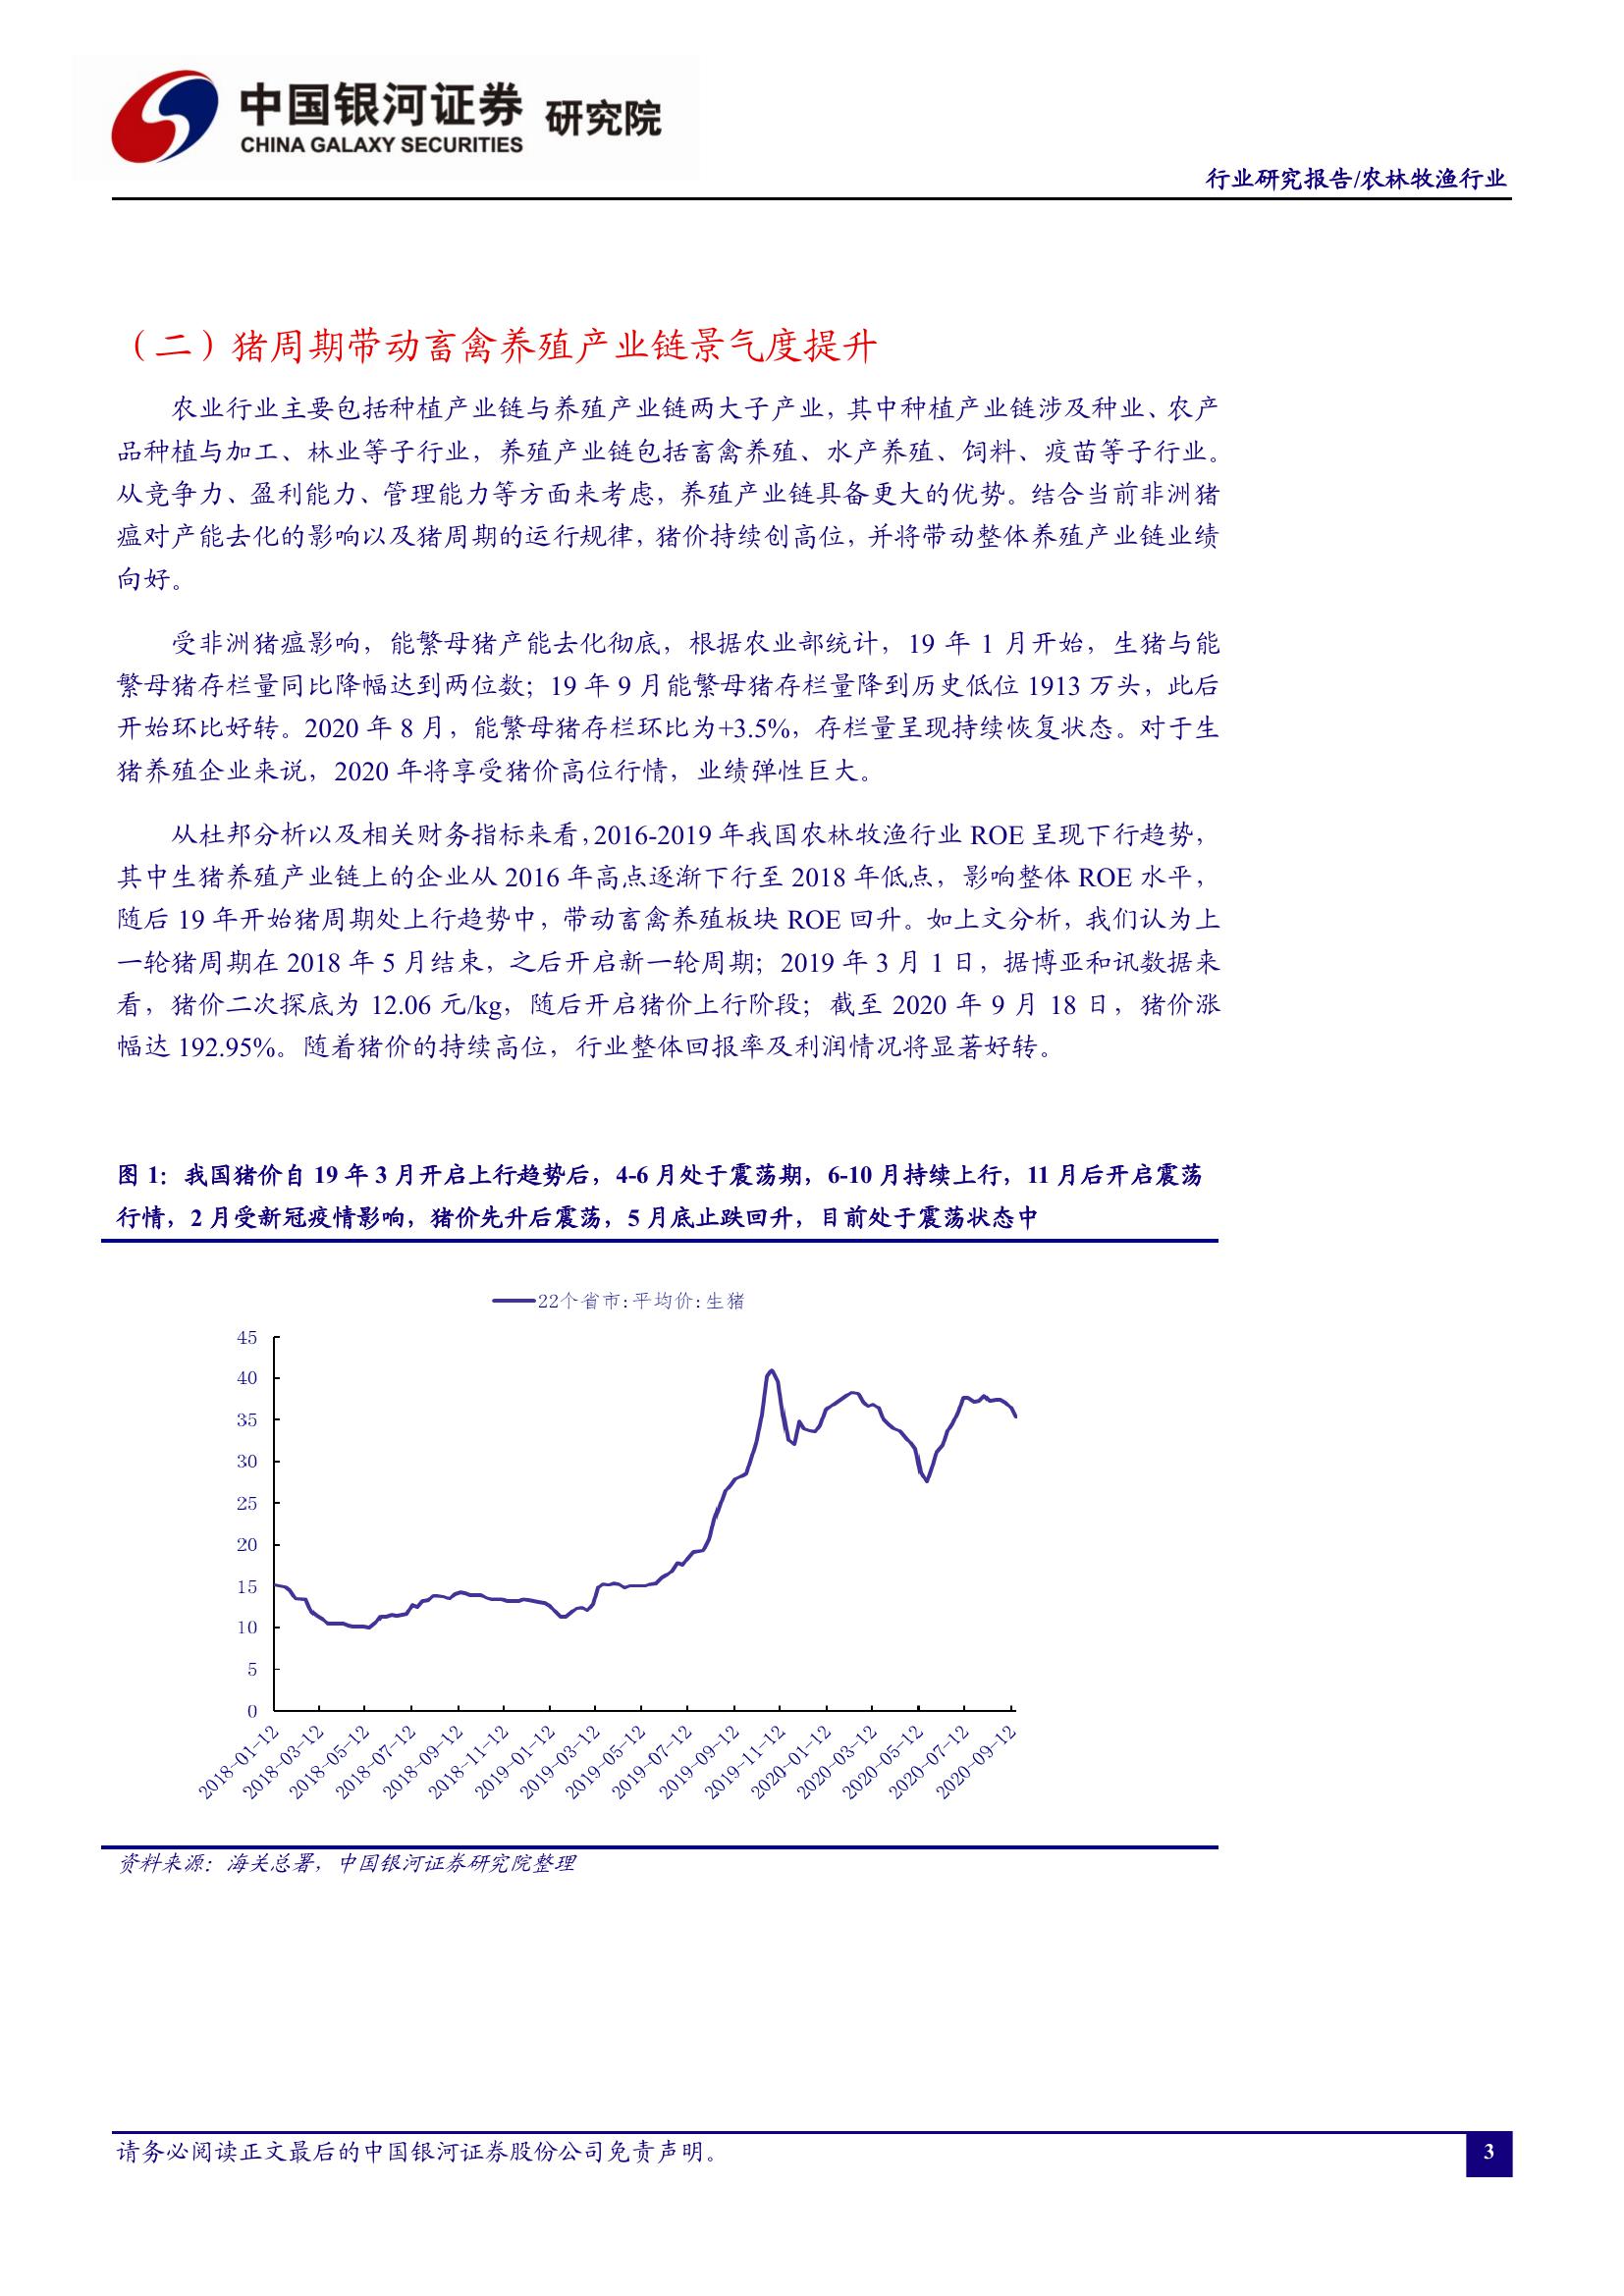 中国银河证券 研究院
CHINA GALAXY SECURITIES
行业研究报告/农林牧渔行业
（二）猪周期带动畜禽养殖产业链景气度提升
农业行业主要包括种植产业链与养殖产业链两大子产业，其中种植产业链涉及种业、农产
品种植与加工、林业等子行业，养殖产业链包括畜禽养殖、水产养殖、饲料、疫苗等子行业。
从竞争力、盈利能力、管理能力等方面来考虑，养殖产业链具备更大的优势。结合当前非洲猪
瘟对产能去化的影响以及猪周期的运行规律，猪价持续创高位，并将带动整体养殖产业链业绩
向好。
受非洲猪瘟影响，能繁母猪产能去化彻底，根据农业部统计，19 年 1 月开始，生猪与能
繁母猪存栏量同比降幅达到两位数；19 年 9 月能繁母猪存栏量降到历史低位 1913 万头，此后
开始环比好转。2020 年 8 月，能繁母猪存栏环比为+3.5%，存栏量呈现持续恢复状态。对于生
猪养殖企业来说，2020 年将享受猪价高位行情，业绩弹性巨大。
从杜邦分析以及相关财务指标来看，2016-2019 年我国农林牧渔行业 ROE 呈现下行趋势，
其中生猪养殖产业链上的企业从 2016 年高点逐渐下行至 2018 年低点，影响整体 ROE 水平，
随后 19 年开始猪周期处上行趋势中，带动畜禽养殖板块 ROE 回升。如上文分析，我们认为上
一轮猪周期在 2018 年 5 月结束，之后开启新一轮周期；2019 年 3 月 1 日，据博亚和讯数据来
看，猪价二次探底为 12.06 元/kg，随后开启猪价上行阶段；截至 2020 年 9 月 18 日，猪价涨
幅达 192.95%。随着猪价的持续高位，行业整体回报率及利润情况将显著好转。
图 1：我国猪价自 19 年 3 月开启上行趋势后，4-6 月处于震荡期，6-10 月持续上行，11 月后开启震荡
行情，2 月受新冠疫情影响，猪价先升后震荡，5 月底止跌回升，目前处于震荡状态中
22个省市:平均价:生猪
45
40
35
30
25
20
15
10
5
0
2018-01-12
2018-03-12
2018-05-12
2018-07-12
2018-09-12
2018-11-12
2019-01-12
2019-03-12
2019-05-12
2019-07-12
2019-09-12
2019-11-12
2020-01-12
2020-03-12
2020-05-12
2020-07-12
2020-09-12
资料来源：海关总署，中国银河证券研究院整理
请务必阅读正文最后的中国银河证券股份公司免责声明。
3